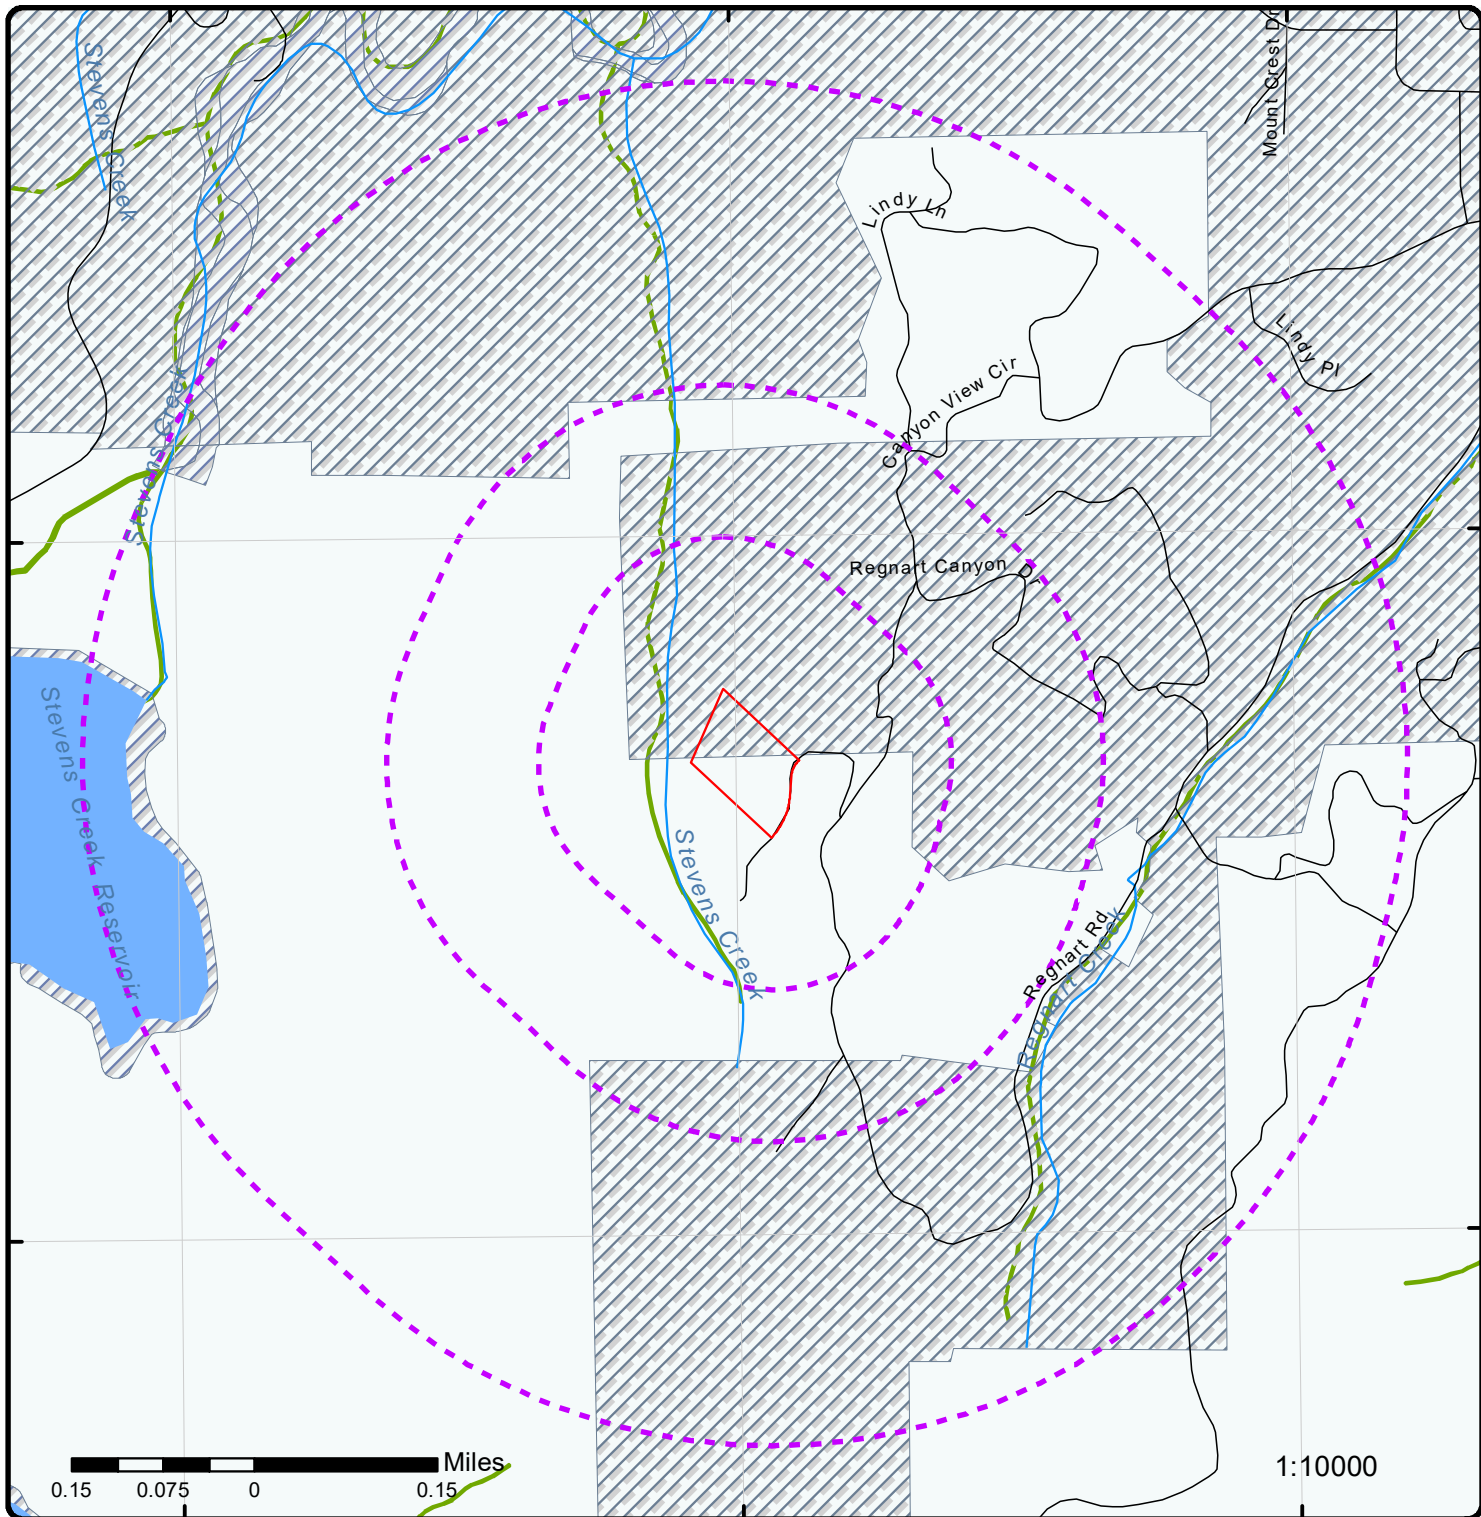 Stevens Creek
Mount Crest Dr
Lindy Ln
Lindy Pl
Canyon View Cir
Stevens Creek
Regnart Canyon Dr
Stevens Creek Reservoir
Stevens Creek
Regnart Rd
Regnart Creek
Miles
0.15 0.075 0 0.15
1:10000